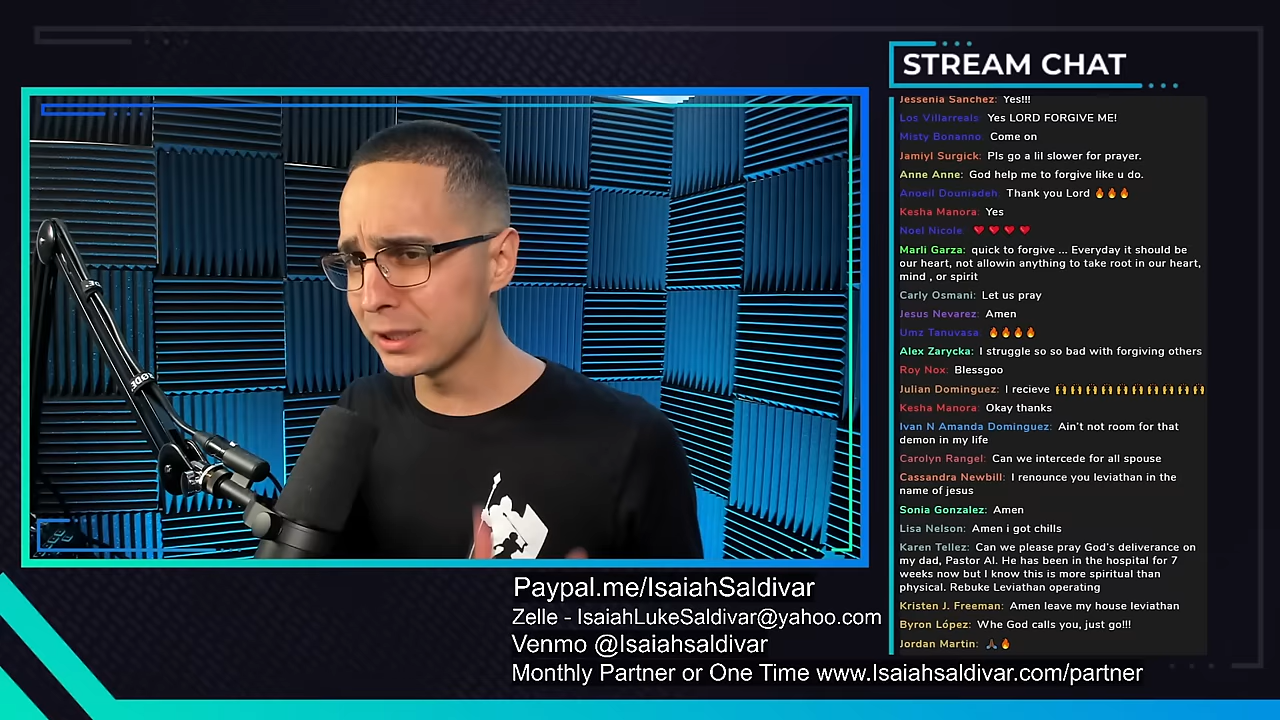 STREAM CHAT
Jessenia Sanchez: Yes!!!
Los Villarreals: Yes LORD FORGIVE ME!
Misty Bonanno: Come on
Jamiyl Surgick: Pls go a lil slower for prayer.
Anne Anne: God help me to forgive like u do.
Anoeil Douniadeh: Thank you Lord 🔥🔥🔥
Kesha Manora: Yes
Noel Nicole: ❤️ ❤️ ❤️ ❤️
Marli Garza: quick to forgive ... Everyday it should be
our heart, not allowin anything to take root in our heart,
mind , or spirit
Carly Osmani: Let us pray
Jesus Nevarez: Amen
Umz Tanuvasa: 🔥🔥🔥🔥
Alex Zarycka: I struggle so so bad with forgiving others
Roy Nox: Blessgoo
Julian Dominguez: I recieve 🙌🙌🙌🙌🙌🙌🙌🙌🙌🙌
Kesha Manora: Okay thanks
Ivan N Amanda Dominguez: Ain't not room for that
demon in my life
Carolyn Rangel: Can we intercede for all spouse
Cassandra Newbill: I renounce you leviathan in the
name of jesus
Sonia Gonzalez: Amen
Lisa Nelson: Amen i got chills
Karen Tellez: Can we please pray God's deliverance on
my dad, Pastor Al. He has been in the hospital for 7
weeks now but I know this is more spiritual than
physical. Rebuke Leviathan operating
Kristen J. Freeman: Amen leave my house leviathan
Byron López: Whe God calls you, just go!!!
Jordan Martin: 🙏🏿🔥
RODE
Paypal.me/IsaiahSaldivar
Zelle - IsaiahLukeSaldivar@yahoo.com
Venmo @Isaiahsaldivar
Monthly Partner or One Time www.Isaiahsaldivar.com/partner